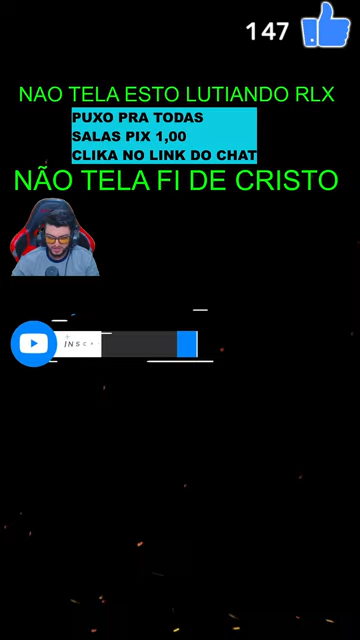 147
NAO TELA ESTO LUTIANDO RLX
PUXO PRA TODAS
SALAS PIX 1,00
CLIKA NO LINK DO CHAT
NÃO TELA FI DE CRISTO